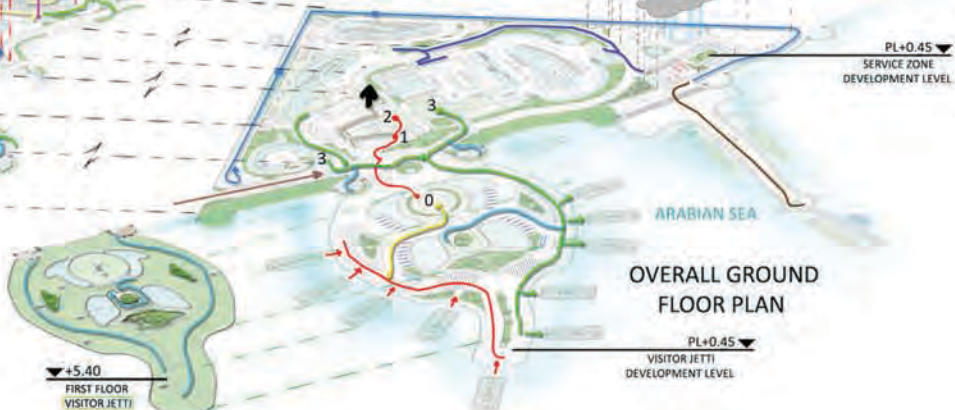 PL+0.45
SERVICE ZONE
DEVELOPMENT LEVEL
2
3
1
3
0
ARABIAN SEA
OVERALL GROUND
FLOOR PLAN
PL+0.45
VISITOR JETTI
DEVELOPMENT LEVEL
+5.40
FIRST FLOOR
VISITOR JETTI